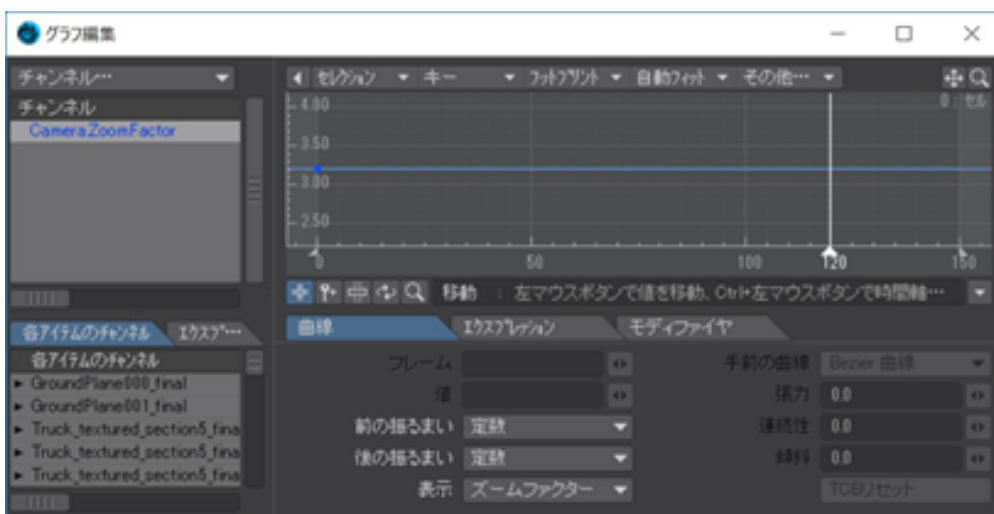 グラフ編集
チャンネル…
セレクション キー フットプリント 自動フィット その他…
チャンネル
CameraZoomFactor
4.00
0 : セル
3.50
3.00
2.50
0 50 100 120 150
移動 : 左マウスボタンで値を移動、Ctrl+左マウスボタンで時間軸…
各アイテムのチャンネル エクスプ…
曲線 エクスプレッション モディファイヤ
各アイテムのチャンネル
GroundPlane000_final
GroundPlane001_final
Truck_textured_section5_fina
Truck_textured_section5_fina
Truck_textured_section5_fina
フレーム
値
前の振るまい 定数
後の振るまい 定数
表示 ズームファクター
手前の曲線 Bezier 曲線
張力 0.0
連続性 0.0
傾斜 0.0
TCBリセット